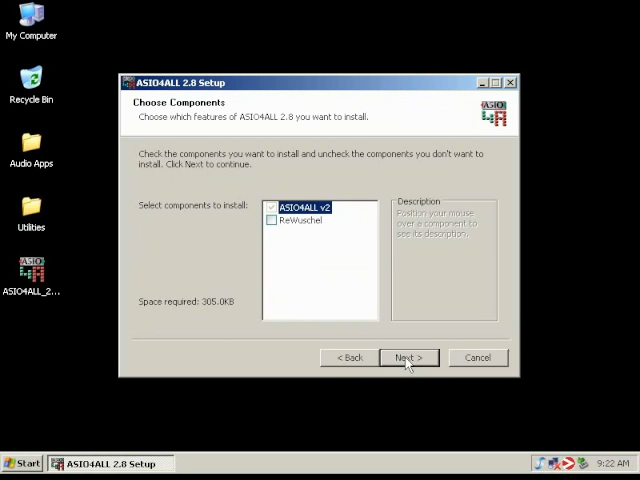 My Computer
Recycle Bin
Audio Apps
Utilities
ASIO4ALL_2...
ASIO4ALL 2.8 Setup
Choose Components
Choose which features of ASIO4ALL 2.8 you want to install.
ASIO
Check the components you want to install and uncheck the components you don't want to
install. Click Next to continue.
Select components to install:
ASIO4ALL v2
ReWuschel
Description
Position your mouse
over a component to
see its description.
Space required: 305.0KB
< Back
Next >
Cancel
Start
ASIO4ALL 2.8 Setup
9:22 AM